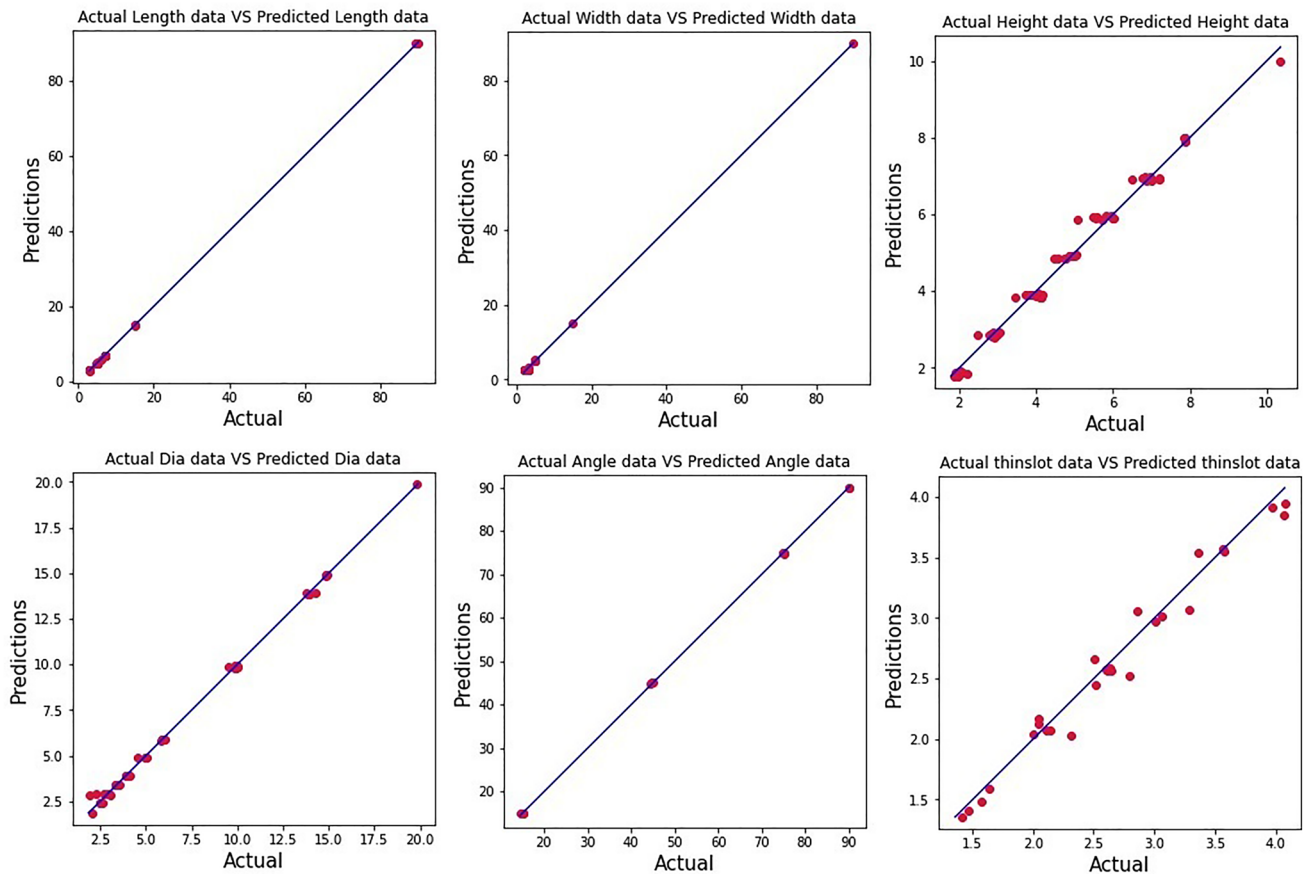 Actual Length data VS Predicted Length data
Predictions
80
60
40
20
0
0 20 40 60 80
Actual
Actual Width data VS Predicted Width data
Predictions
80
60
40
20
0
0 20 40 60 80
Actual
Actual Height data VS Predicted Height data
Predictions
10
8
6
4
2
2 4 6 8 10
Actual
Actual Dia data VS Predicted Dia data
Predictions
20.0
17.5
15.0
12.5
10.0
7.5
5.0
2.5
2.5 5.0 7.5 10.0 12.5 15.0 17.5 20.0
Actual
Actual Angle data VS Predicted Angle data
Predictions
90
80
70
60
50
40
30
20
20 30 40 50 60 70 80 90
Actual
Actual thinslot data VS Predicted thinslot data
Predictions
4.0
3.5
3.0
2.5
2.0
1.5
1.5 2.0 2.5 3.0 3.5 4.0
Actual